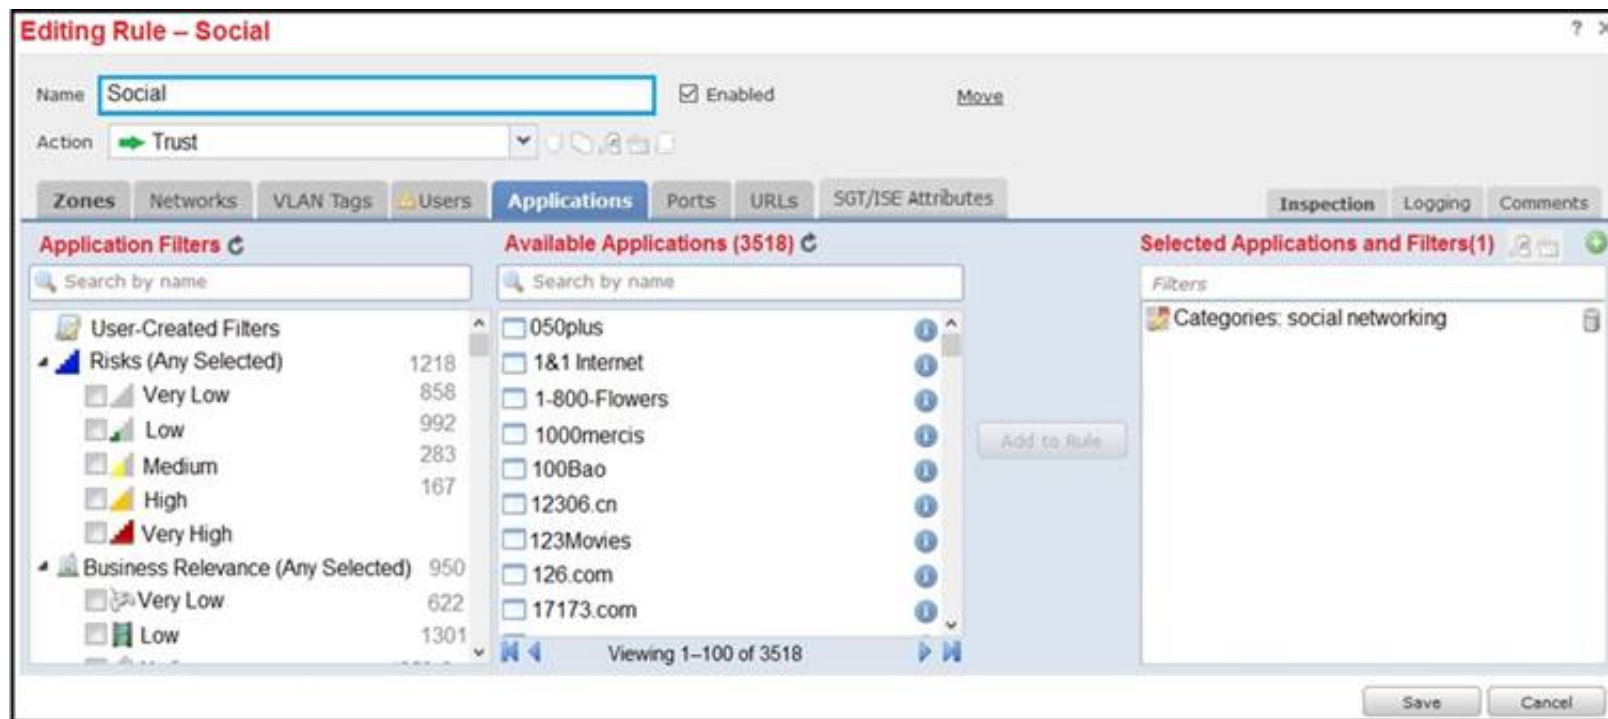 Editing Rule – Social
?
Name Social Enabled Move
Action Trust
Zones Networks VLAN Tags Users Applications Ports URLs SGT/ISE Attributes Inspection Logging Comments
Application Filters
Search by name
User-Created Filters
Risks (Any Selected) 1218
Very Low 858
Low 992
Medium 283
High 167
Very High
Business Relevance (Any Selected) 950
Very Low 622
Low 1301
Available Applications (3518)
Search by name
050plus
1&1 Internet
1-800-Flowers
1000mercis
100Bao
12306.cn
123Movies
126.com
17173.com
Viewing 1–100 of 3518
Add to Rule
Selected Applications and Filters(1)
Filters
Categories: social networking
Save Cancel